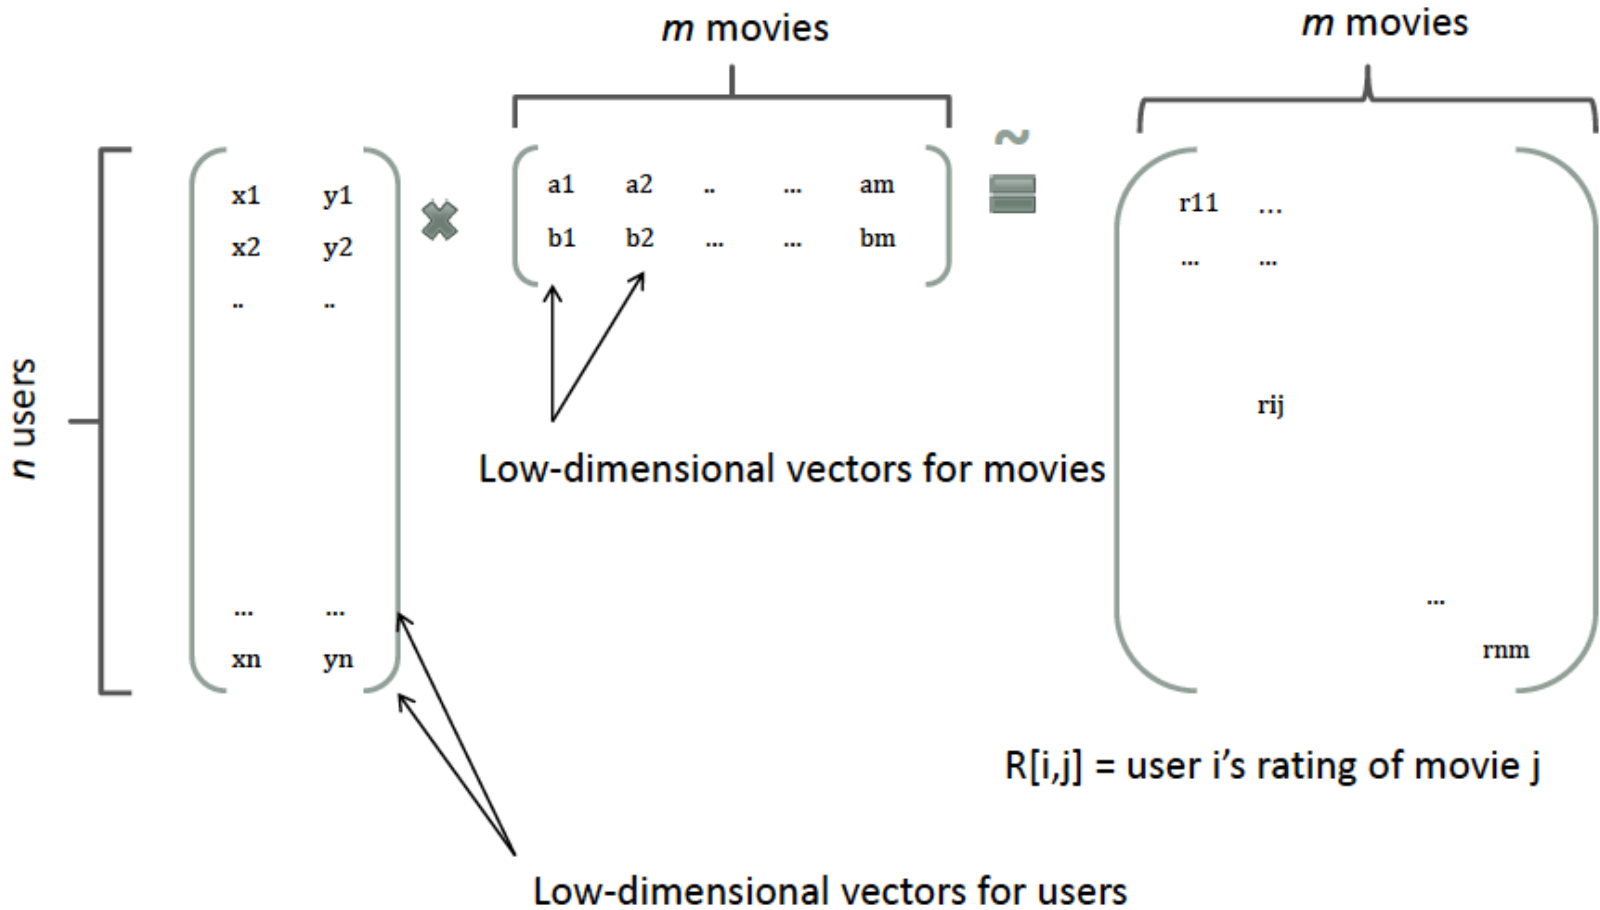 m movies
m movies
n users
x1 y1
x2 y2
.. ..
... ...
xn yn
a1 a2 .. ... am
b1 b2 ... ... bm
~
r11 ...
... ...
rij
...
rnm
Low-dimensional vectors for movies
R[i,j] = user i’s rating of movie j
Low-dimensional vectors for users